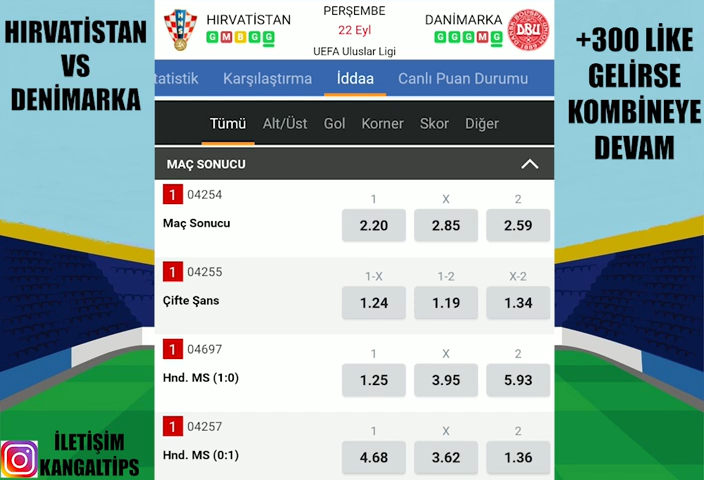 HIRVATİSTAN
VS
DENİMARKA
HIRVATİSTAN
G M B G G
PERŞEMBE
22 Eyl
UEFA Uluslar Ligi
DANİMARKA
G G G M G
DBU
+300 LİKE
GELİRSE
KOMBİNEYE
DEVAM
tatistik Karşılaştırma İddaa Canlı Puan Durumu
Tümü Alt/Üst Gol Korner Skor Diğer
MAÇ SONUCU
1 04254 1 X 2
Maç Sonucu 2.20 2.85 2.59
1 04255 1-X 1-2 X-2
Çifte Şans 1.24 1.19 1.34
1 04697 1 X 2
Hnd. MS (1:0) 1.25 3.95 5.93
1 04257 1 X 2
Hnd. MS (0:1) 4.68 3.62 1.36
İLETİŞİM
KANGALTİPS